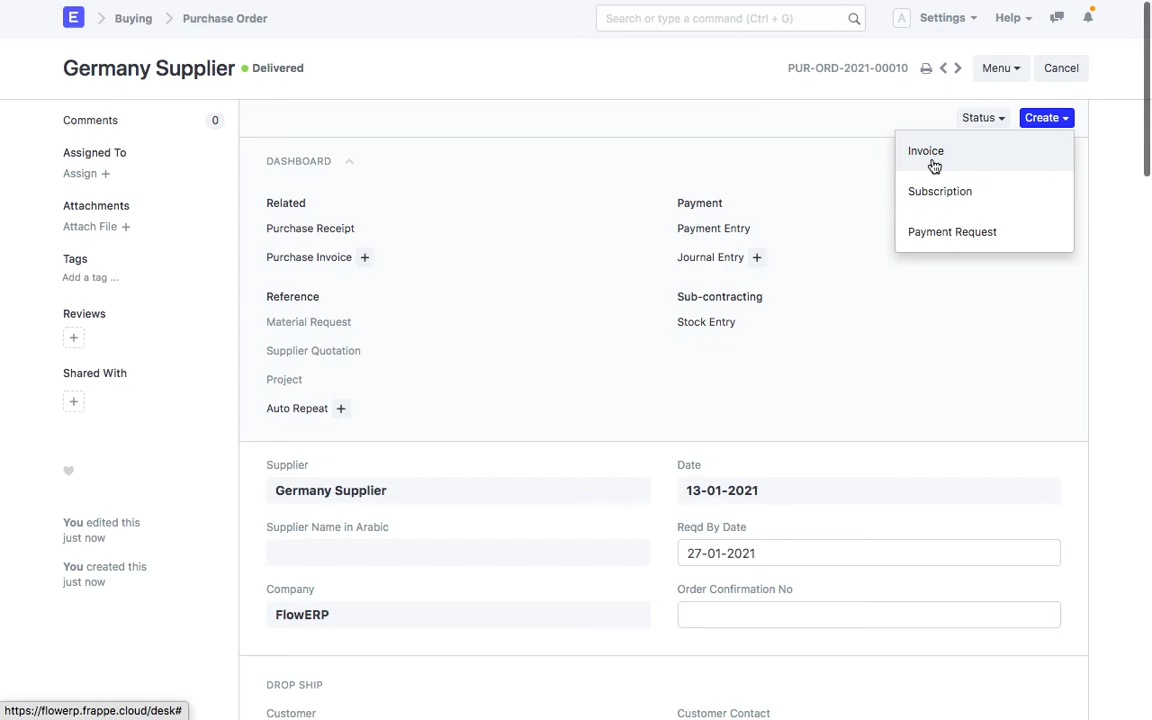 E
Buying
Purchase Order
Search or type a command (Ctrl + G)
A
Settings
Help
Germany Supplier
Delivered
PUR-ORD-2021-00010
Menu
Cancel
Comments
0
Assigned To
Assign +
Attachments
Attach File +
Tags
Add a tag ...
Reviews
+
Shared With
+
You edited this
just now
You created this
just now
Status
Create
Invoice
Subscription
Payment Request
DASHBOARD
Related
Purchase Receipt
Purchase Invoice +
Payment
Payment Entry
Journal Entry +
Reference
Material Request
Supplier Quotation
Project
Auto Repeat +
Sub-contracting
Stock Entry
Supplier
Germany Supplier
Date
13-01-2021
Supplier Name in Arabic
Reqd By Date
27-01-2021
Company
FlowERP
Order Confirmation No
DROP SHIP
Customer
Customer Contact
https://flowerp.frappe.cloud/desk#